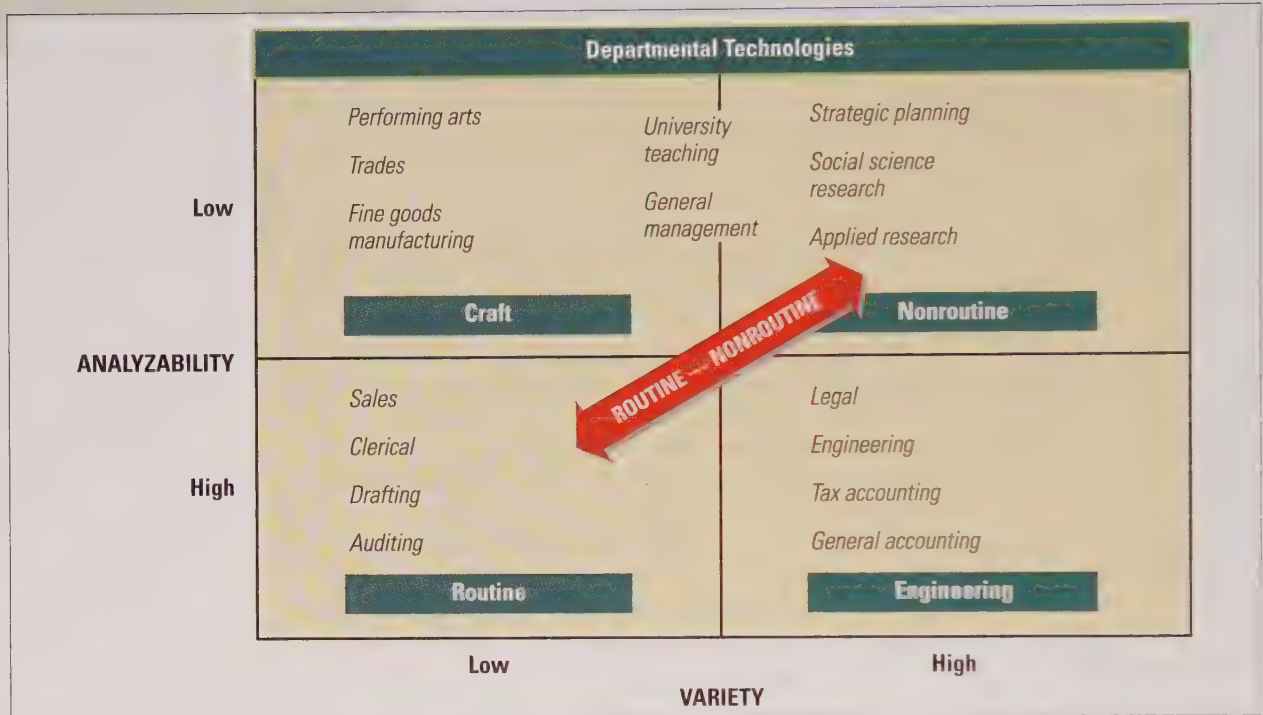 Departmental Technologies
Performing arts
Trades
Fine goods
manufacturing
University
teaching
General
management
Strategic planning
Social science
research
Applied research
Low
Craft
Nonroutine
ROUTINE
NONROUTINE
ANALYZABILITY
Sales
Clerical
Drafting
Auditing
Legal
Engineering
Tax accounting
General accounting
High
Routine
Engineering
Low
High
VARIETY